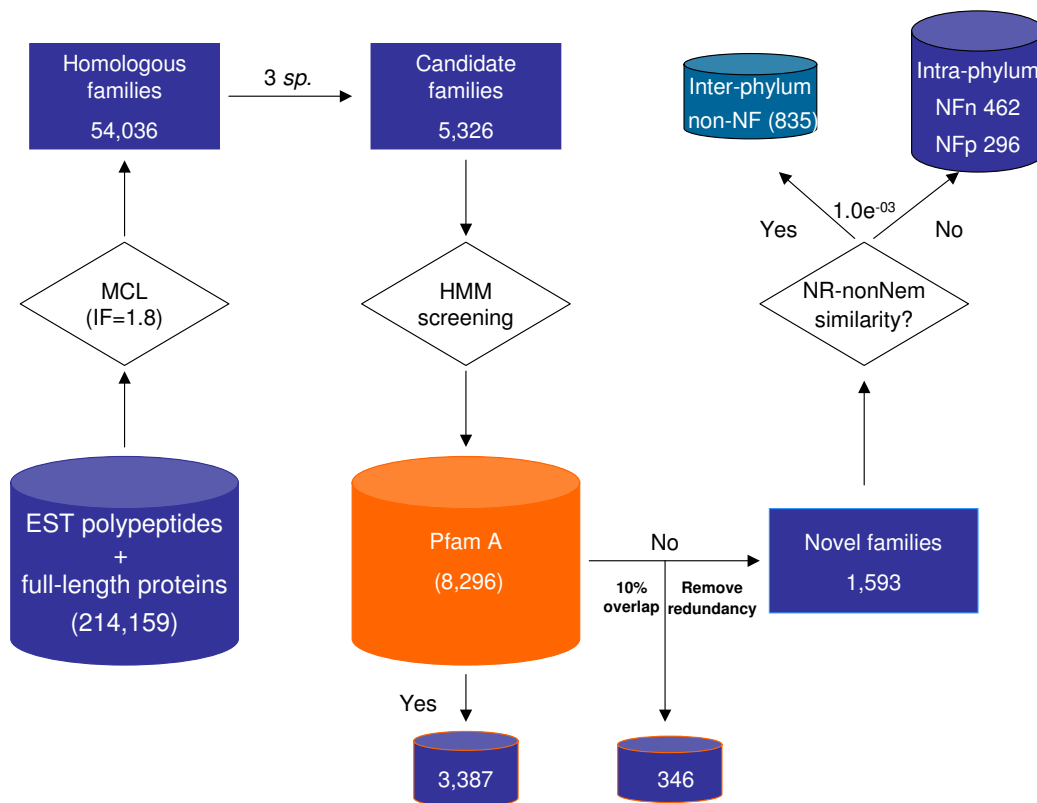 Homologous
families
54,036
3 sp.
Candidate
families
5,326
Inter-phylum
non-NF (835)
Intra-phylum
NFn 462
NFp 296
1.0e-03
Yes
No
MCL
(IF=1.8)
HMM
screening
NR-nonNem
similarity?
EST polypeptides
+
full-length proteins
(214,159)
Pfam A
(8,296)
No
10%
overlap
Remove
redundancy
Novel families
1,593
Yes
3,387
346